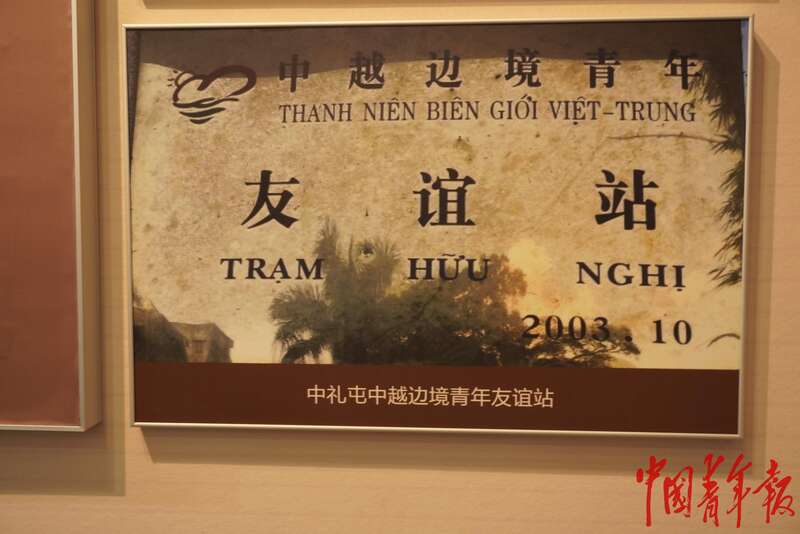 中越边境青年
THANH NIÊN BIÊN GIỚI VIỆT-TRUNG
友谊站
TRẠM HỮU NGHỊ
2003.10
中礼屯中越边境青年友谊站
中国青年报